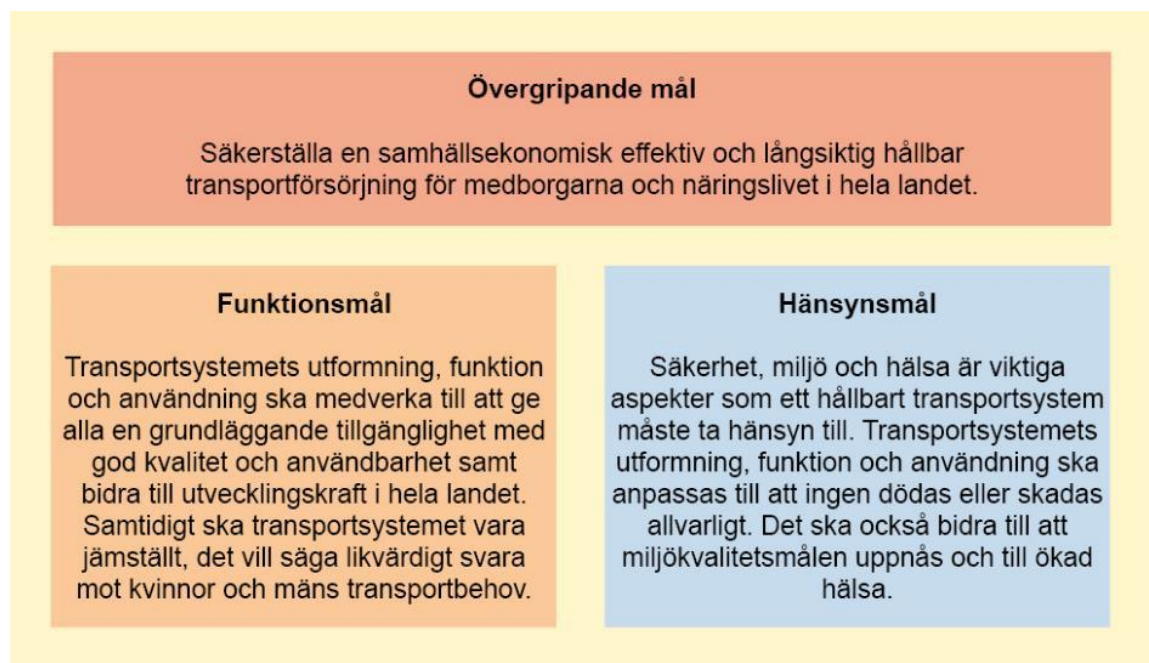 Övergripande mål
Säkerställa en samhällsekonomisk effektiv och långsiktig hållbar
transportförsörjning för medborgarna och näringslivet i hela landet.
Funktionsmål
Transportsystemets utformning, funktion
och användning ska medverka till att ge
alla en grundläggande tillgänglighet med
god kvalitet och användbarhet samt
bidra till utvecklingskraft i hela landet.
Samtidigt ska transportsystemet vara
jämställt, det vill säga likvärdigt svara
mot kvinnor och mäns transportbehov.
Hänsynsmål
Säkerhet, miljö och hälsa är viktiga
aspekter som ett hållbart transportsystem
måste ta hänsyn till. Transportsystemets
utformning, funktion och användning ska
anpassas till att ingen dödas eller skadas
allvarligt. Det ska också bidra till att
miljökvalitetsmålen uppnås och till ökad
hälsa.